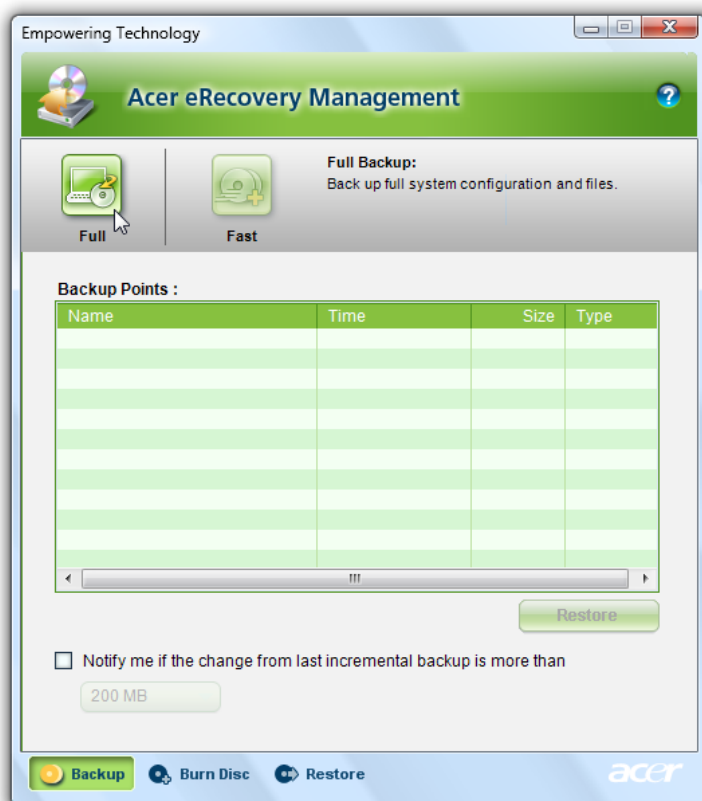 Empowering Technology
Acer eRecovery Management
Full Backup:
Back up full system configuration and files.
Full
Fast
Backup Points :
Name Time Size Type
Restore
Notify me if the change from last incremental backup is more than
200 MB
Backup Burn Disc Restore
acer